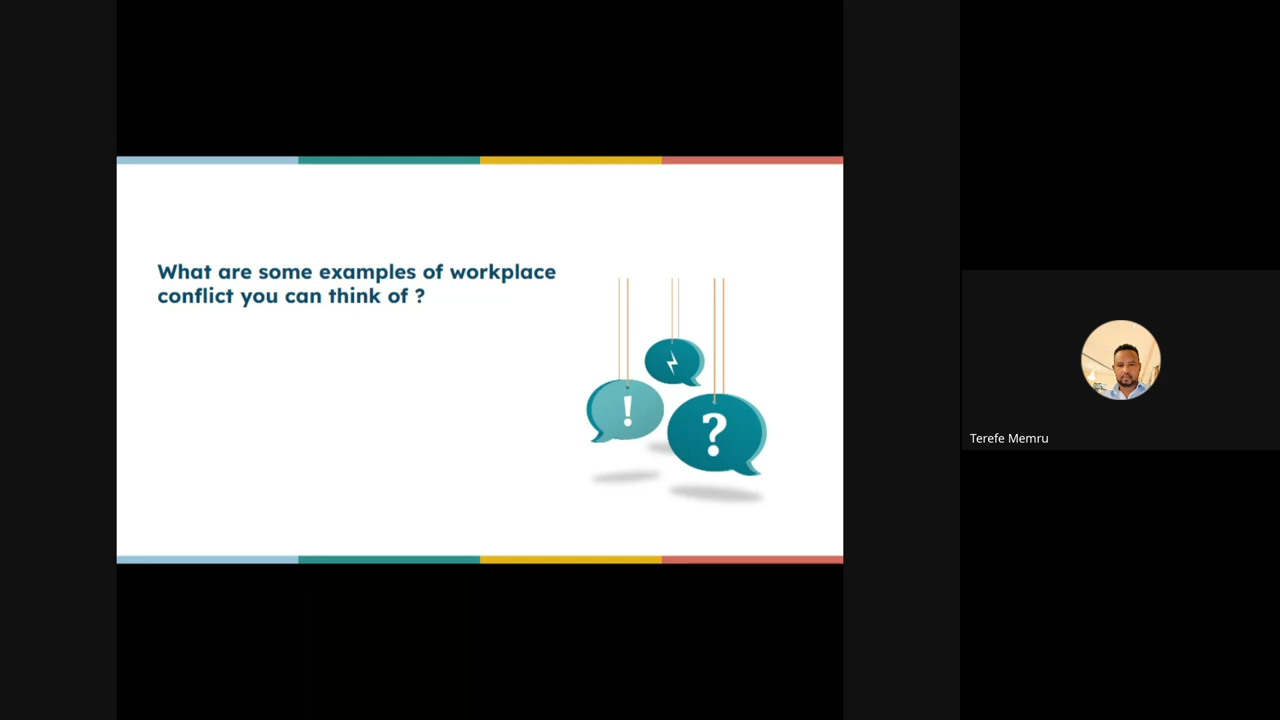 What are some examples of workplace
conflict you can think of ?
!
?
Terefe Memru